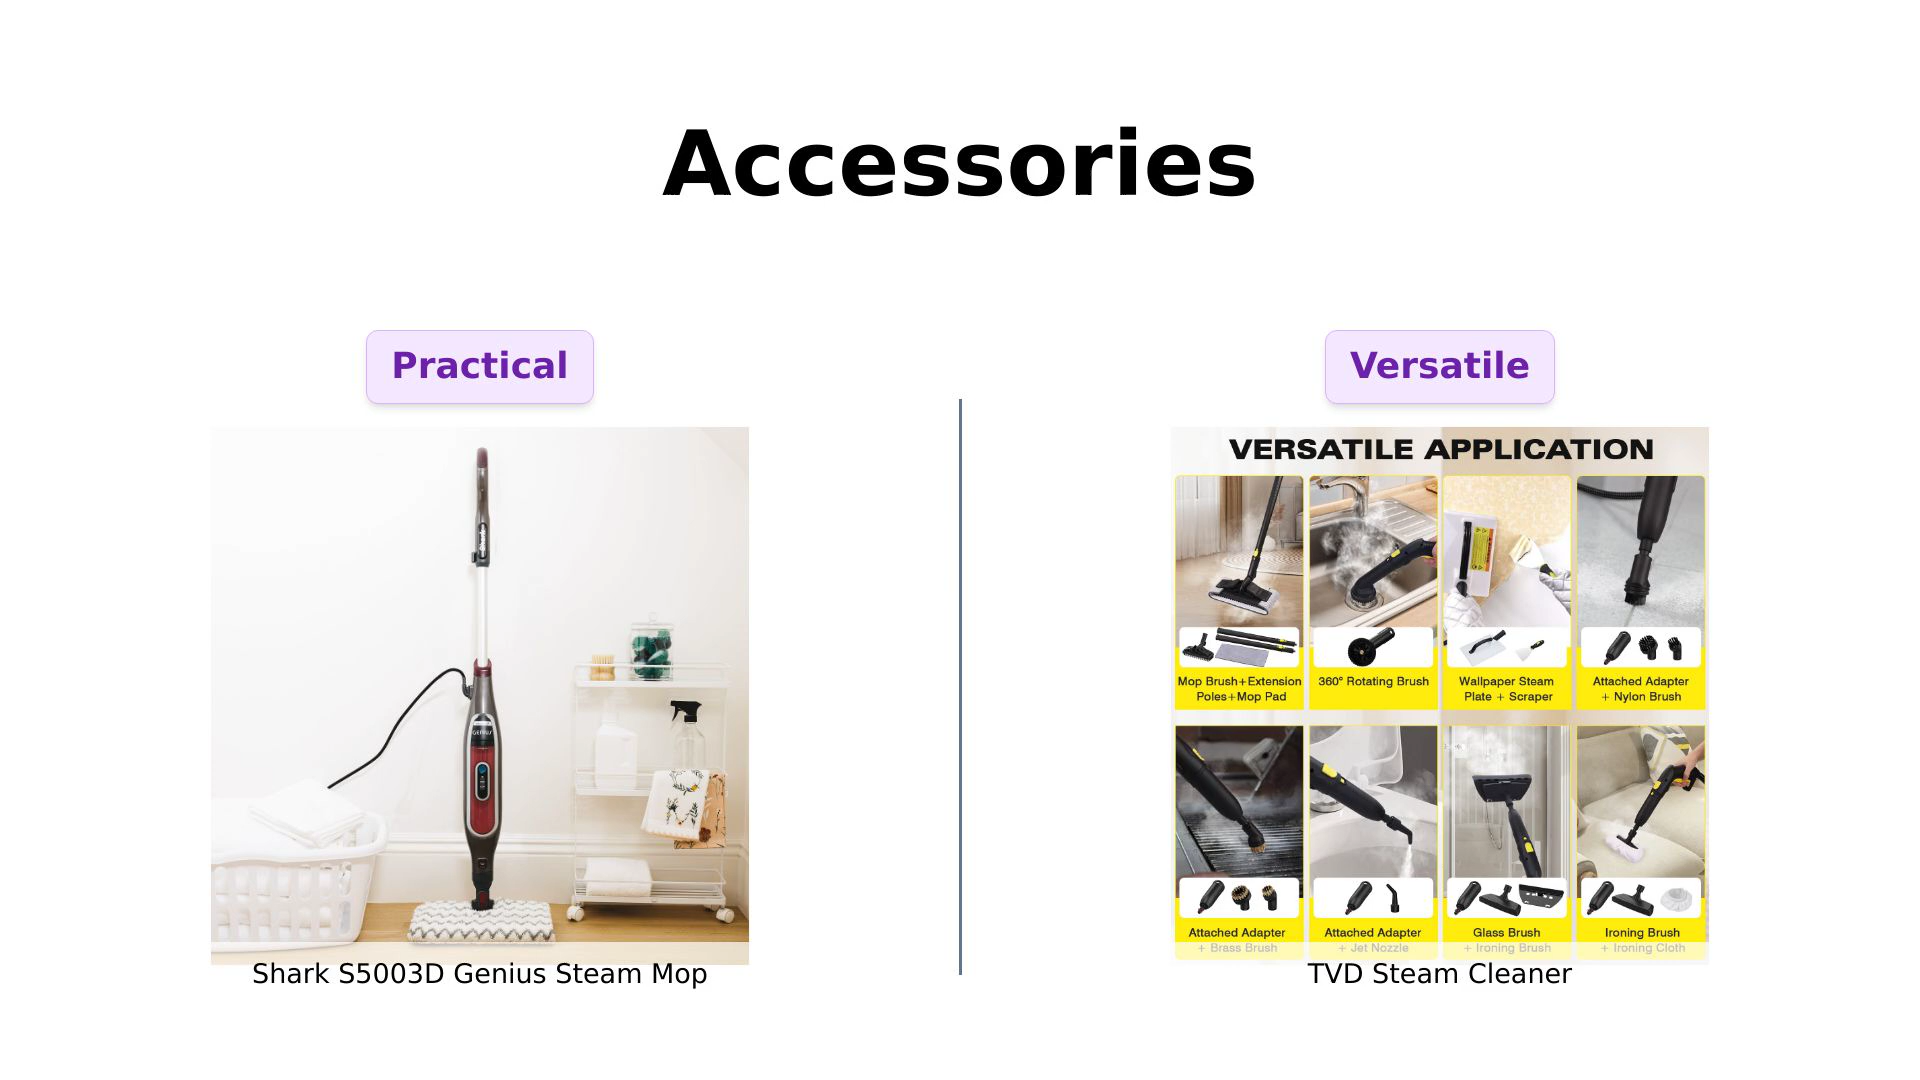 Accessories
Practical
Versatile
Shark
GENIUS
VERSATILE APPLICATION
Mop Brush+Extension
Poles+Mop Pad
360° Rotating Brush
Wallpaper Steam
Plate + Scraper
Attached Adapter
+ Nylon Brush
Attached Adapter
+ Brass Brush
Attached Adapter
+ Jet Nozzle
Glass Brush
+ Ironing Brush
Ironing Brush
+ Ironing Cloth
Shark S5003D Genius Steam Mop
TVD Steam Cleaner